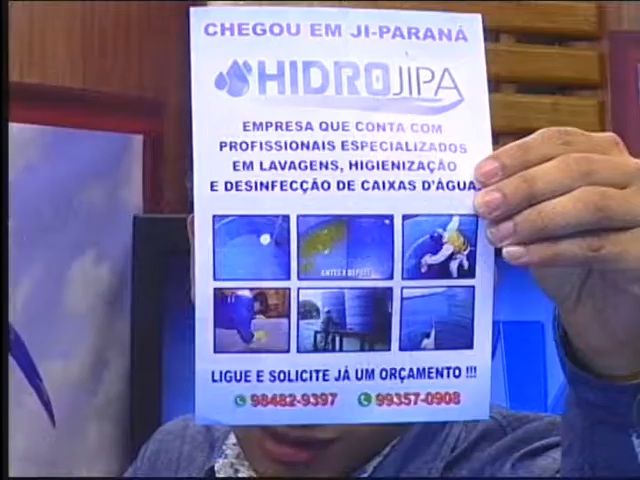 CHEGOU EM JI-PARANÁ
HIDROJIPA
EMPRESA QUE CONTA COM
PROFISSIONAIS ESPECIALIZADOS
EM LAVAGENS, HIGIENIZAÇÃO
E DESINFECÇÃO DE CAIXAS D'ÁGUA
ANTES E DEPOIS
LIGUE E SOLICITE JÁ UM ORÇAMENTO !!!
98482-9397 99357-0908